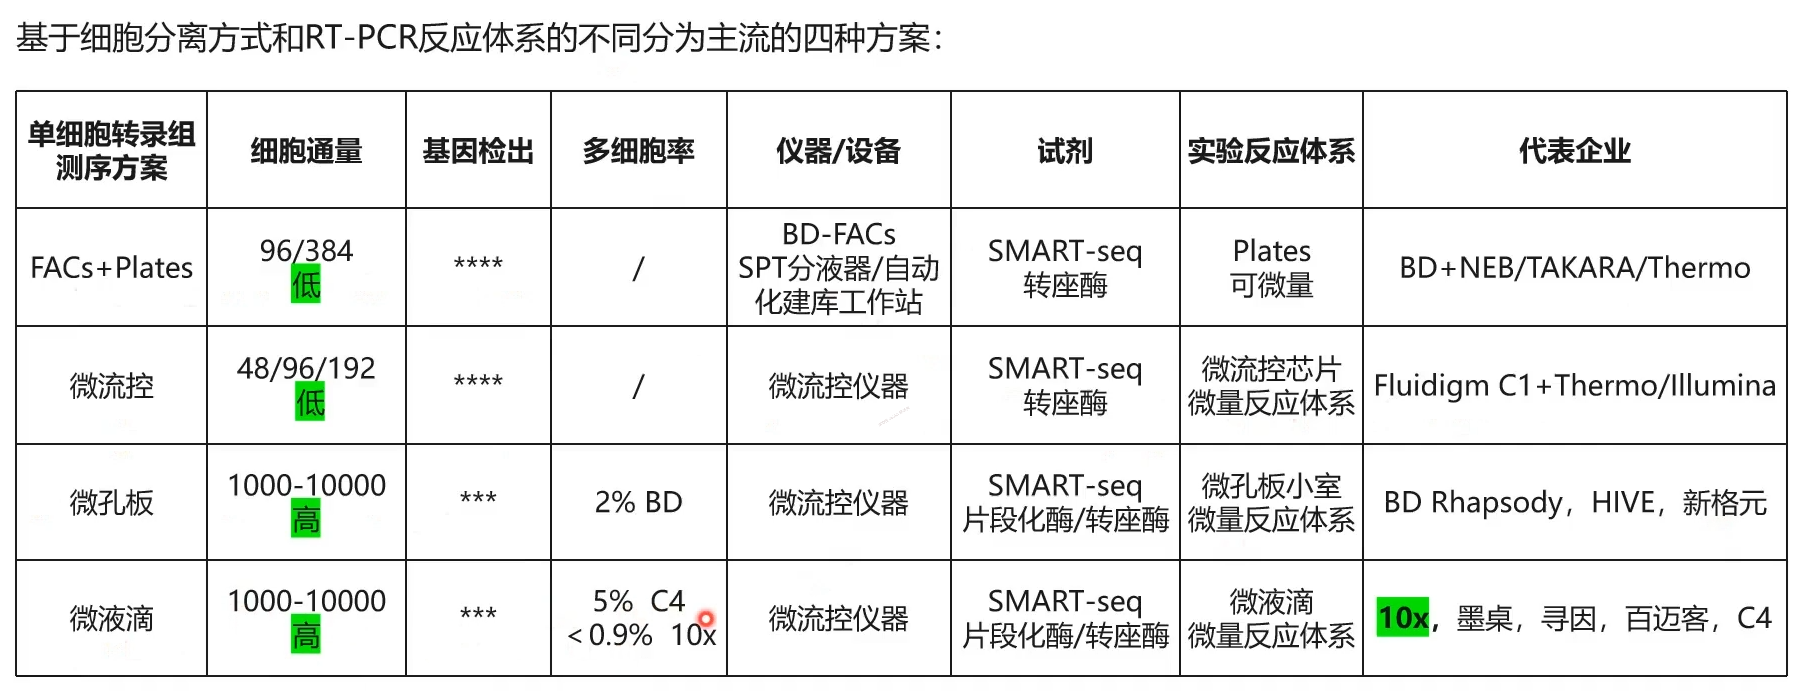 基于细胞分离方式和RT-PCR反应体系的不同分为主流的四种方案：
单细胞转录组
测序方案
细胞通量
基因检出
多细胞率
仪器/设备
试剂
实验反应体系
代表企业
FACs+Plates
96/384
低
****
/
BD-FACs
SPT分液器/自动
化建库工作站
SMART-seq
转座酶
Plates
可微量
BD+NEB/TAKARA/Thermo
微流控
48/96/192
低
****
/
微流控仪器
SMART-seq
转座酶
微流控芯片
微量反应体系
Fluidigm C1+Thermo/Illumina
微孔板
1000-10000
高
***
2% BD
微流控仪器
SMART-seq
片段化酶/转座酶
微孔板小室
微量反应体系
BD Rhapsody，HIVE，新格元
微液滴
1000-10000
高
***
5% C4
＜0.9% 10x
微流控仪器
SMART-seq
片段化酶/转座酶
微液滴
微量反应体系
10x，墨桌，寻因，百迈客，C4